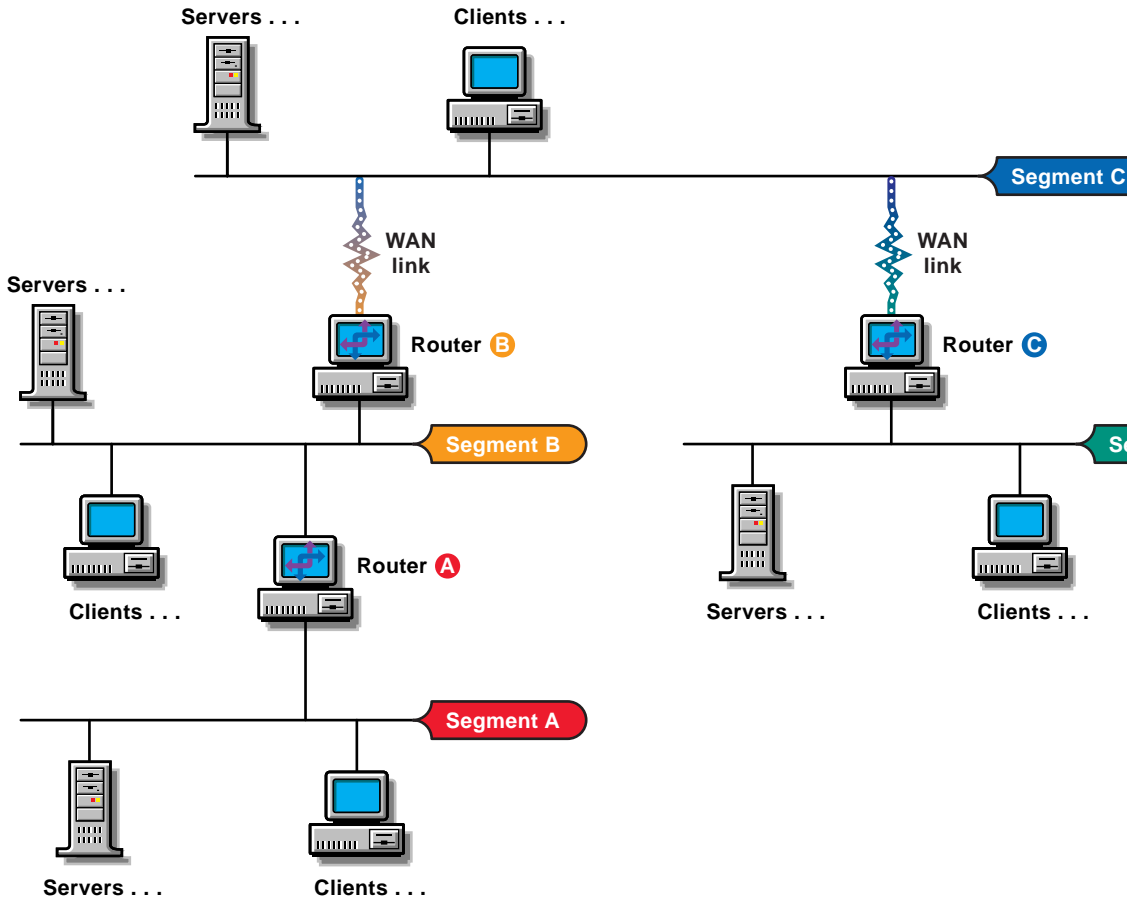 Servers . . .
Clients . . .
Segment C
WAN
link
WAN
link
Servers . . .
Router B
Router C
Segment B
Clients . . .
Router A
Servers . . .
Clients . . .
Segment A
Servers . . .
Clients . . .